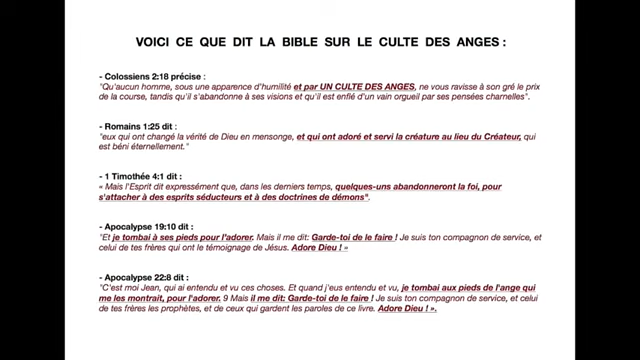 VOICI CE QUE DIT LA BIBLE SUR LE CULTE DES ANGES :
- Colossiens 2:18 précise :
"Qu'aucun homme, sous une apparence d'humilité et par UN CULTE DES ANGES, ne vous ravisse à son gré le prix
de la course, tandis qu'il s'abandonne à ses visions et qu'il est enflé d'un vain orgueil par ses pensées charnelles".
- Romains 1:25 dit :
"eux qui ont changé la vérité de Dieu en mensonge, et qui ont adoré et servi la créature au lieu du Créateur, qui
est béni éternellement."
- 1 Timothée 4:1 dit :
« Mais l'Esprit dit expressément que, dans les derniers temps, quelques-uns abandonneront la foi, pour
s'attacher à des esprits séducteurs et à des doctrines de démons".
- Apocalypse 19:10 dit :
"Et je tombai à ses pieds pour l'adorer. Mais il me dit: Garde-toi de le faire ! Je suis ton compagnon de service, et
celui de tes frères qui ont le témoignage de Jésus. Adore Dieu ! »
- Apocalypse 22:8 dit :
"C'est moi Jean, qui ai entendu et vu ces choses. Et quand j'eus entendu et vu, je tombai aux pieds de l'ange qui
me les montrait, pour l'adorer. 9 Mais il me dit: Garde-toi de le faire ! Je suis ton compagnon de service, et celui
de tes frères les prophètes, et de ceux qui gardent les paroles de ce livre. Adore Dieu ! ».